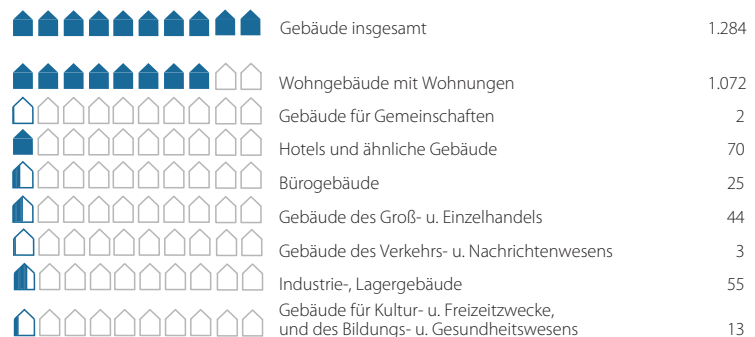 Gebäude insgesamt 1.284
Wohngebäude mit Wohnungen 1.072
Gebäude für Gemeinschaften 2
Hotels und ähnliche Gebäude 70
Bürogebäude 25
Gebäude des Groß- u. Einzelhandels 44
Gebäude des Verkehrs- u. Nachrichtenwesens 3
Industrie-, Lagergebäude 55
Gebäude für Kultur- u. Freizeitzwecke,
und des Bildungs- u. Gesundheitswesens 13